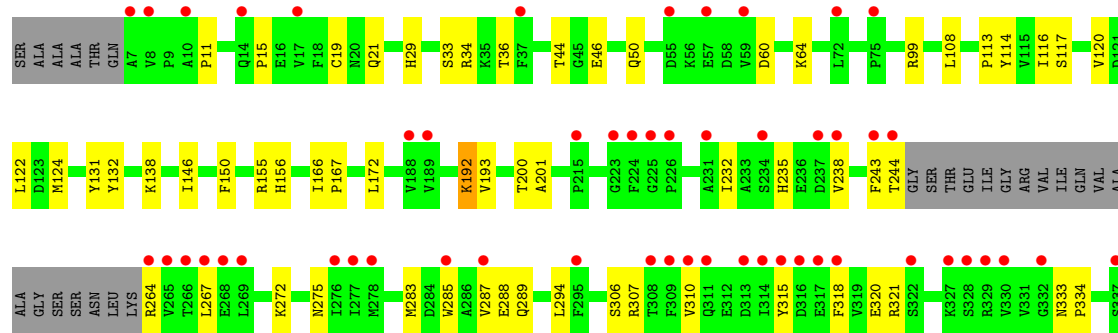 SER ALA ALA ALA THR GLN A7 V8 P9 A10 P11 Q14 P15 E16 V17 F18 C19 N20 Q21 H29 S33 R34 K35 T36 F37 T44 G45 E46 Q50 D55 K56 E57 D58 V59 D60 K64 L72 P75 R99 L108 P113 Y114 V115 I116 S117 V120 D121
L122 D123 M124 Y131 Y132 K138 I146 F150 R155 H156 I166 P167 L172 V188 V189 K192 V193 T200 A201 P215 G223 F224 G225 P226 A231 I232 A233 S234 H235 E236 D237 V238 F243 T244 GLY SER THR GLU ILE GLY ARG VAL ILE GLN VAL ALA
ALA GLY SER SER ASN LEU LYS R264 V265 T266 L267 E268 L269 K272 N275 I276 I277 M278 M283 D284 W285 A286 V287 E288 Q289 L294 F295 S306 R307 T308 F309 V310 Q311 E312 D313 I314 Y315 D316 E317 F318 V319 E320 R321 S322 K327 S328 R329 V330 V331 G332 N333 P334